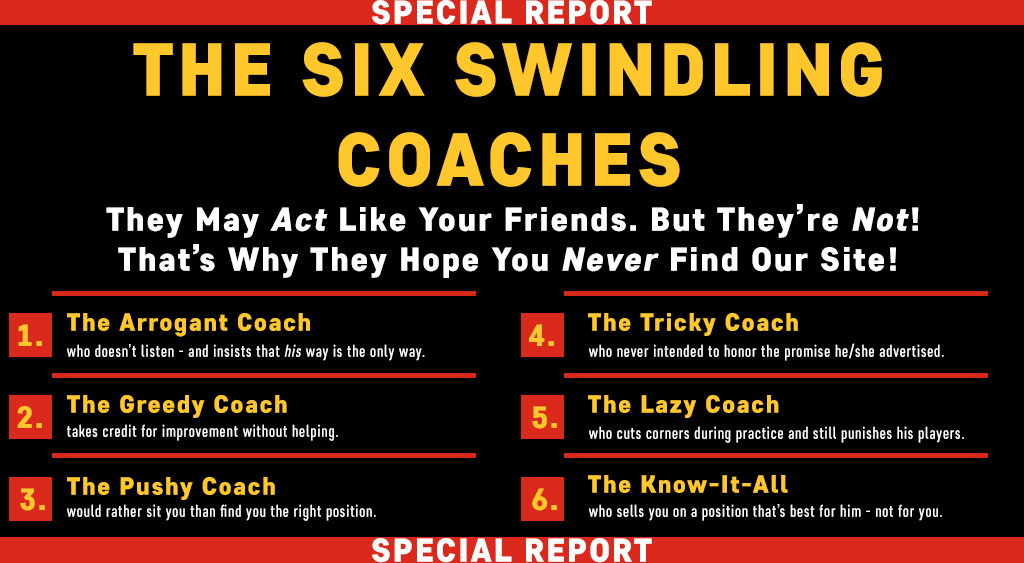 SPECIAL REPORT
THE SIX SWINDLING
COACHES
They May Act Like Your Friends. But They're Not!
That's Why They Hope You Never Find Our Site!
1.
The Arrogant Coach
who doesn't listen - and insists that his way is the only way.
2.
The Greedy Coach
takes credit for improvement without helping.
3.
The Pushy Coach
would rather sit you than find you the right position.
4.
The Tricky Coach
who never intended to honor the promise he/she advertised.
5.
The Lazy Coach
who cuts corners during practice and still punishes his players.
6.
The Know-It-All
who sells you on a position that's best for him - not for you.
SPECIAL REPORT